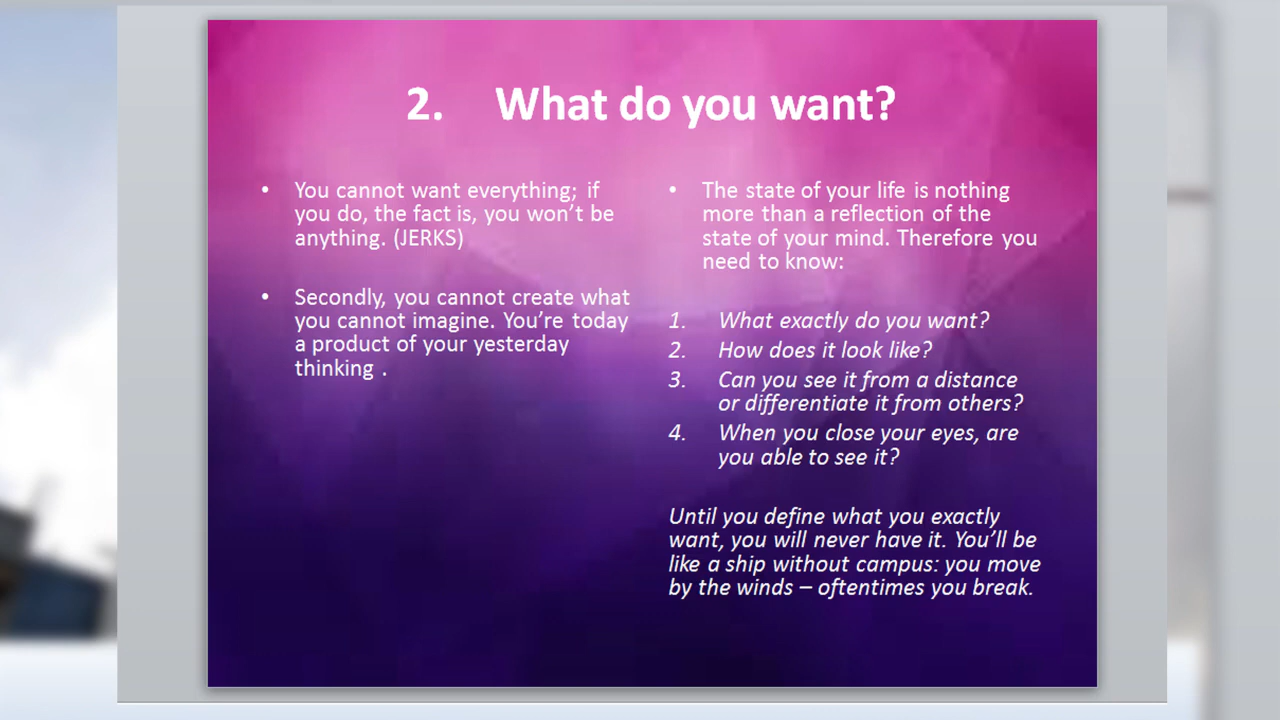 2. What do you want?
• You cannot want everything; if
you do, the fact is, you won’t be
anything. (JERKS)
• Secondly, you cannot create what
you cannot imagine. You’re today
a product of your yesterday
thinking .
• The state of your life is nothing
more than a reflection of the
state of your mind. Therefore you
need to know:
1. What exactly do you want?
2. How does it look like?
3. Can you see it from a distance
or differentiate it from others?
4. When you close your eyes, are
you able to see it?
Until you define what you exactly
want, you will never have it. You’ll be
like a ship without campus: you move
by the winds – oftentimes you break.